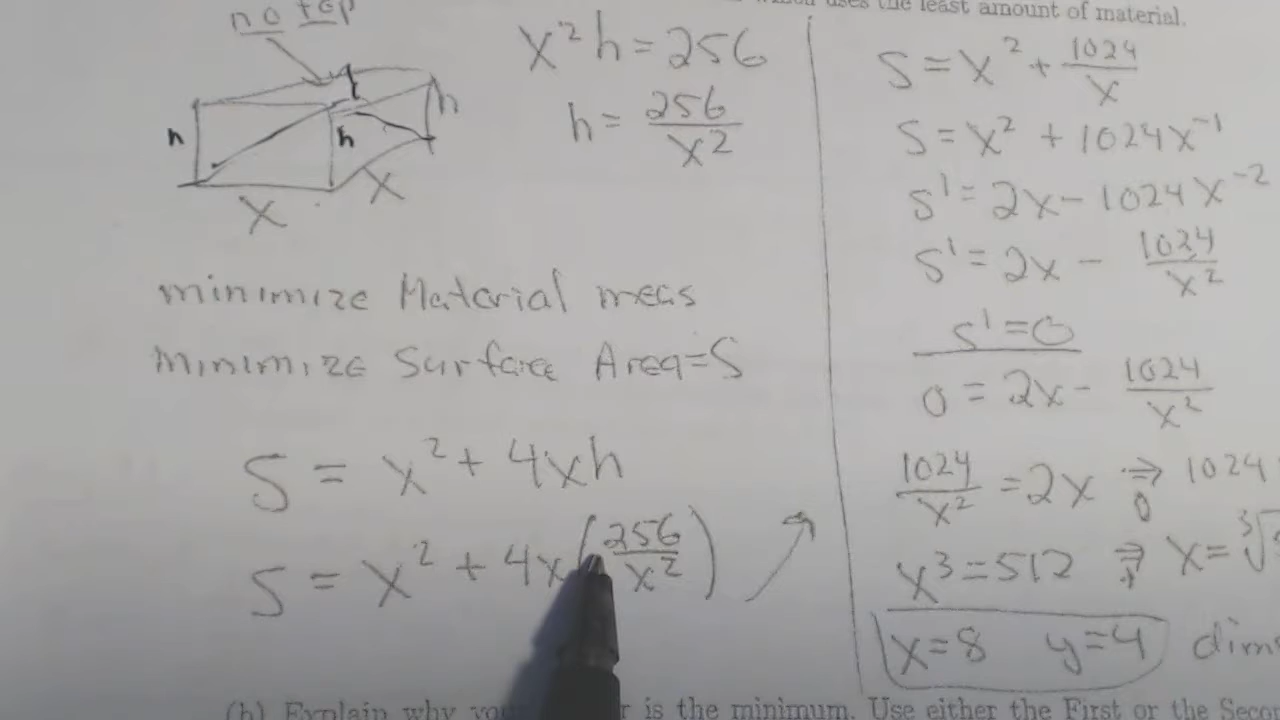 uses the least amount of material.
no top
h
h
h
x
x
x²h = 256
h = 256/x²
minimize Material meas
Minimize Surface Area=S
S = x² + 4xh
S = x² + 4x(256/x²)
S = x² + 1024/x
S = x² + 1024x⁻¹
S' = 2x - 1024x⁻²
S' = 2x - 1024/x²
S' = 0
0 = 2x - 1024/x²
1024/x² = 2x ⇒ 1024
x³ = 512 ⇒ x = ∛
x = 8 y = 4
(b) Explain why is the minimum. Use either the First or the